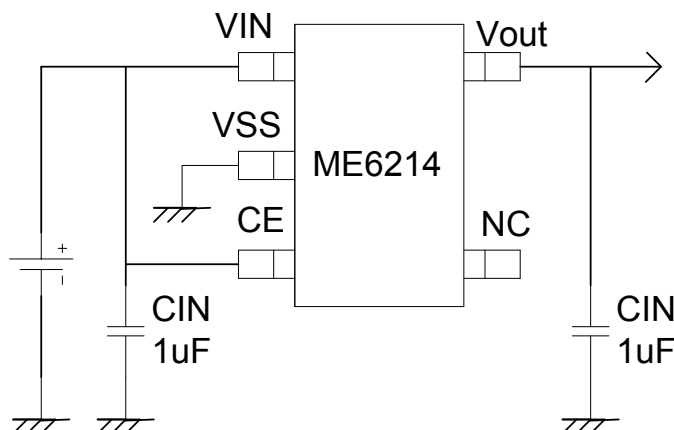 VIN
Vout
VSS
ME6214
CE
NC
+
-
CIN
1uF
CIN
1uF